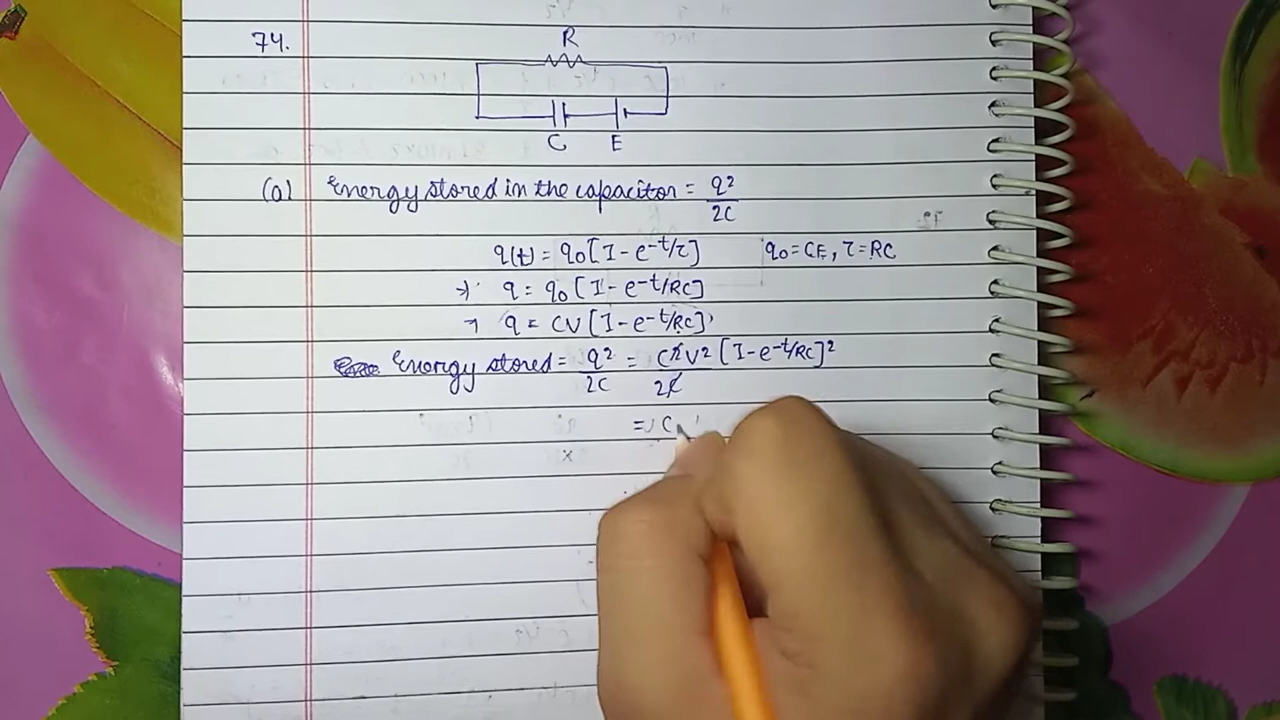 74.
R
C E
(a) Energy stored in the capacitor = q²/2C
q(t) = q0 [1 - e^-t/τ] q0 = CE, τ = RC
→ q = q0 [1 - e^-t/RC]
→ q = CV [1 - e^-t/RC]
Energy stored = q²/2C = C²V²/2C [1 - e^-t/RC]²
= C